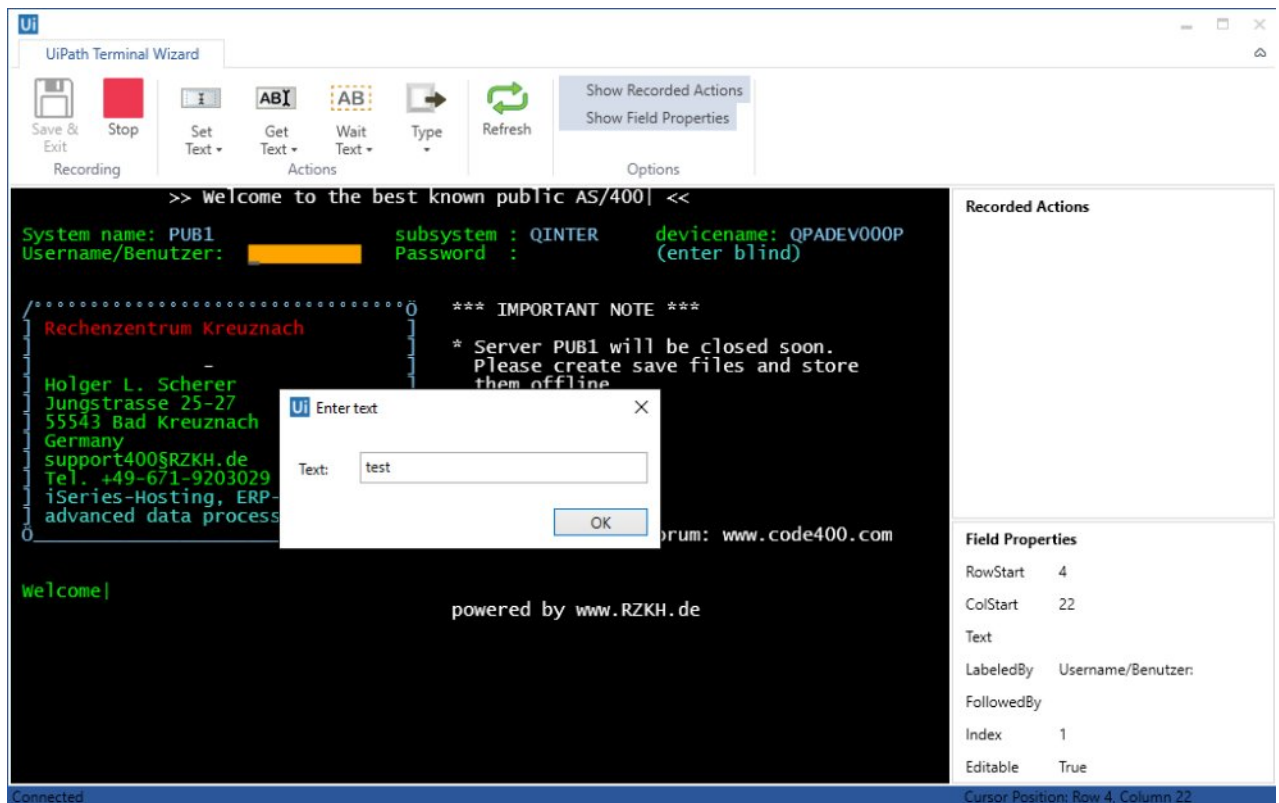 Ui
UiPath Terminal Wizard
Save & Exit
Stop
Set Text
Get Text
Wait Text
Type
Refresh
Show Recorded Actions
Show Field Properties
Recording
Actions
Options
>> Welcome to the best known public AS/400| <<
System name: PUB1 subsystem : QINTER devicename: QPADEV000P
Username/Benutzer: _ Password : (enter blind)
/°°°°°°°°°°°°°°°°°°°°°°°°°°°°°°°°°°Ö *** IMPORTANT NOTE ***
] Rechenzentrum Kreuznach ]
] ] * Server PUB1 will be closed soon.
] _ ] Please create save files and store
] Holger L. Scherer ] them offline
] Jungstrasse 25-27
] 55543 Bad Kreuznach
] Germany
] support400§RZKH.de
] Tel. +49-671-9203029
] iSeries-Hosting, ERP-
] advanced data process
Ö orum: www.code400.com
Welcome|
powered by www.RZKH.de
Ui Enter text
Text: test
OK
Recorded Actions
Field Properties
RowStart 4
ColStart 22
Text
LabeledBy Username/Benutzer:
FollowedBy
Index 1
Editable True
Connected
Cursor Position: Row 4, Column 22